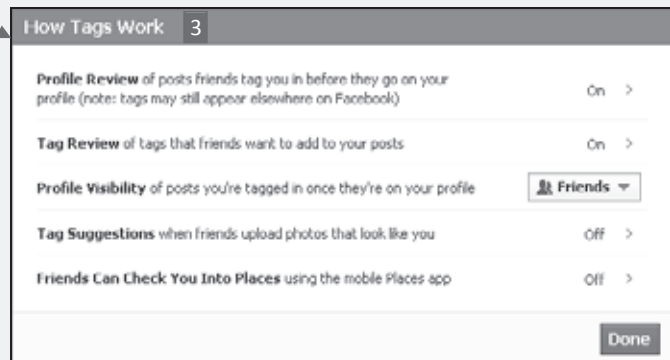 How Tags Work 3
Profile Review of posts friends tag you in before they go on your
profile (note: tags may still appear elsewhere on Facebook)
On >
Tag Review of tags that friends want to add to your posts
On >
Profile Visibility of posts you're tagged in once they're on your profile
Friends
Tag Suggestions when friends upload photos that look like you
Off >
Friends Can Check You Into Places using the mobile Places app
Off >
Done